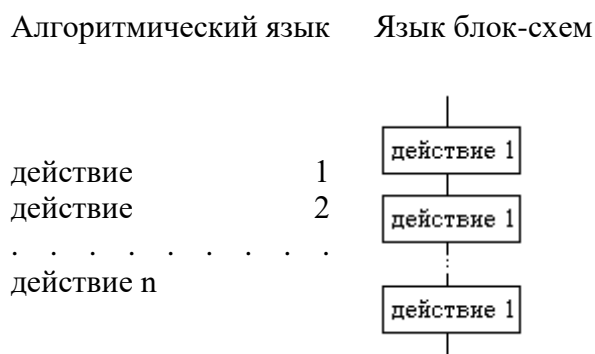 Алгоритмический язык Язык блок-схем
действие 1
действие 2
. . . . . . . . .
действие n
действие 1
действие 1
действие 1